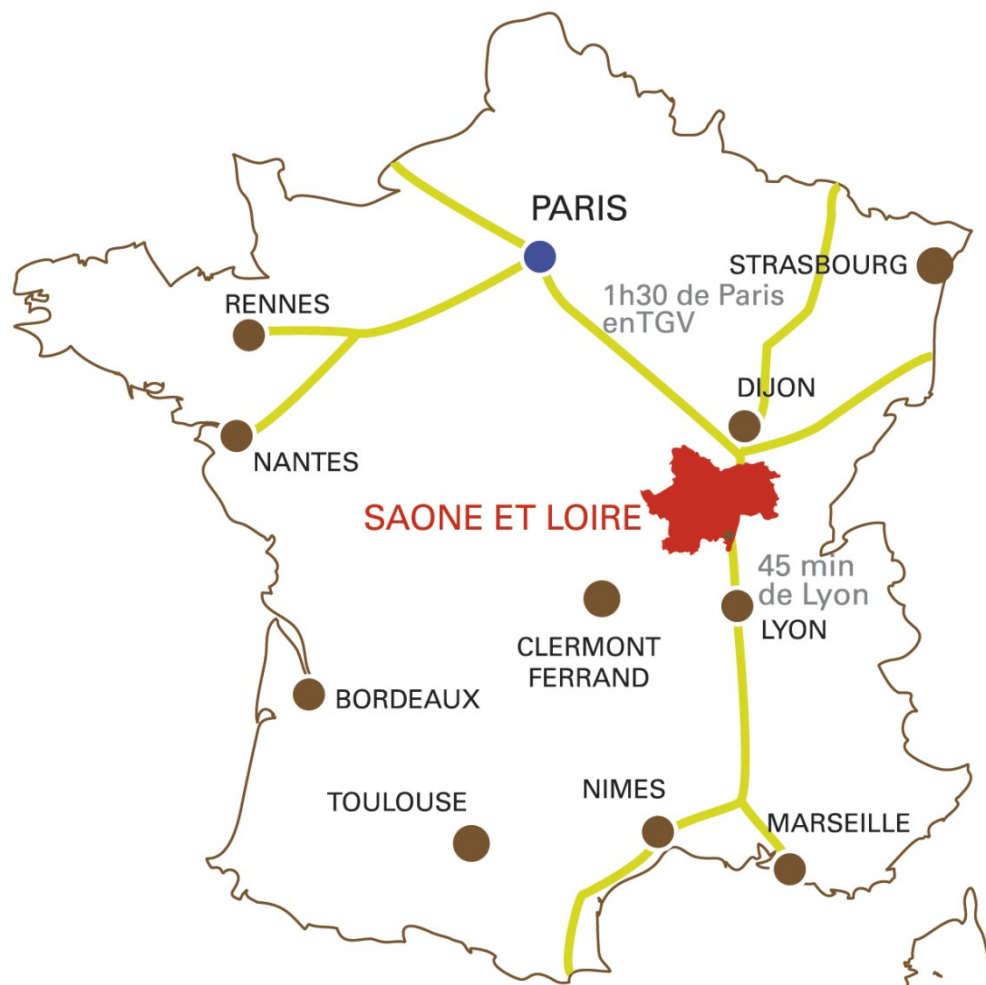 PARIS
STRASBOURG
1h30 de Paris
enTGV
RENNES
DIJON
NANTES
SAONE ET LOIRE
45 min
de Lyon
LYON
CLERMONT
FERRAND
BORDEAUX
NIMES
TOULOUSE
MARSEILLE